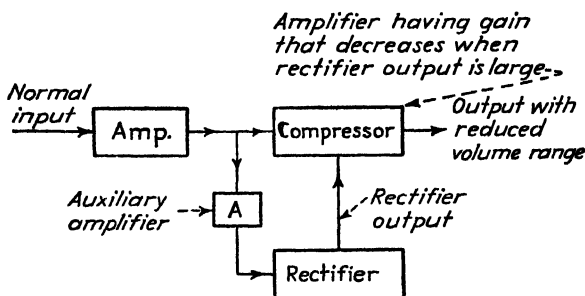 Amplifier having gain
that decreases when
rectifier output is large
Normal
input
Amp.
Compressor
Output with
reduced
volume range
Auxiliary
amplifier
A
Rectifier
output
Rectifier